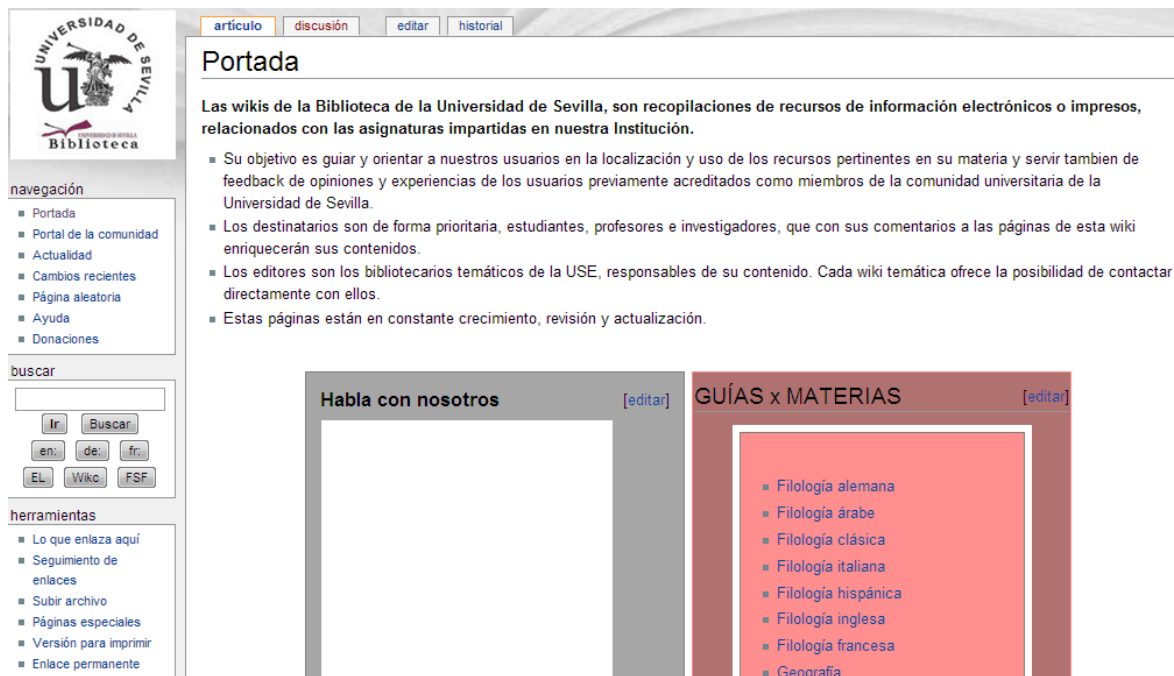 UNIVERSIDAD DE SEVILLA
UNIVERSIDAD DE SEVILLA
Biblioteca
navegación
Portada
Portal de la comunidad
Actualidad
Cambios recientes
Página aleatoria
Ayuda
Donaciones
buscar
Ir Buscar
en: de: fr:
EL Wikc FSF
herramientas
Lo que enlaza aquí
Seguimiento de
enlaces
Subir archivo
Páginas especiales
Versión para imprimir
Enlace permanente
artículo discusión editar historial
Portada
Las wikis de la Biblioteca de la Universidad de Sevilla, son recopilaciones de recursos de información electrónicos o impresos,
relacionados con las asignaturas impartidas en nuestra Institución.
Su objetivo es guiar y orientar a nuestros usuarios en la localización y uso de los recursos pertinentes en su materia y servir tambien de
feedback de opiniones y experiencias de los usuarios previamente acreditados como miembros de la comunidad universitaria de la
Universidad de Sevilla.
Los destinatarios son de forma prioritaria, estudiantes, profesores e investigadores, que con sus comentarios a las páginas de esta wiki
enriquecerán sus contenidos.
Los editores son los bibliotecarios temáticos de la USE, responsables de su contenido. Cada wiki temática ofrece la posibilidad de contactar
directamente con ellos.
Estas páginas están en constante crecimiento, revisión y actualización.
Habla con nosotros [editar]
GUÍAS x MATERIAS [editar]
Filología alemana
Filología árabe
Filología clásica
Filología italiana
Filología hispánica
Filología inglesa
Filología francesa
Geografía